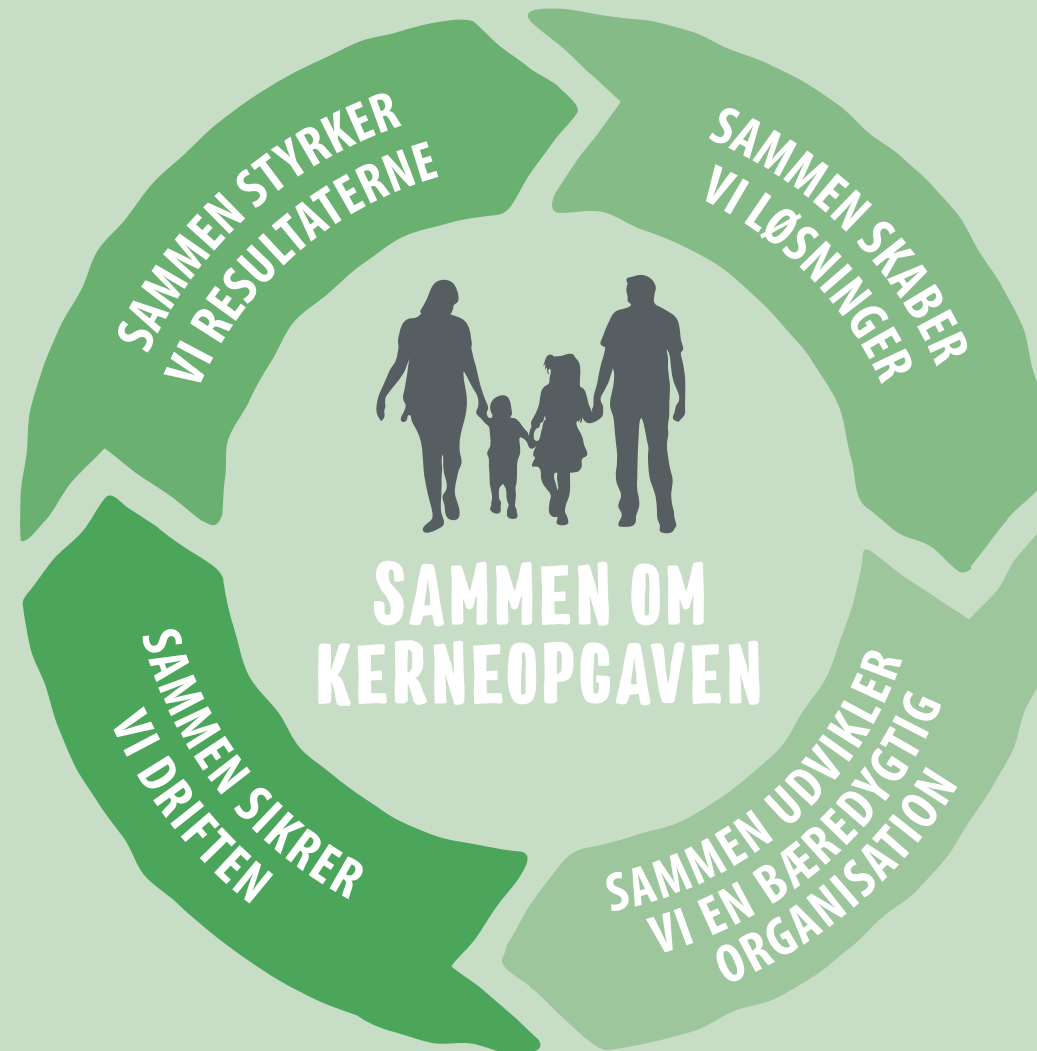 SAMMEN STYRKER
VI RESULTATERNE
SAMMEN SKABER
VI LØSNINGER
SAMMEN OM
KERNEOPGAVEN
SAMMEN SIKRER
VI DRIFTEN
SAMMEN UDVIKLER
VI EN BÆREDYGTIG
ORGANISATION